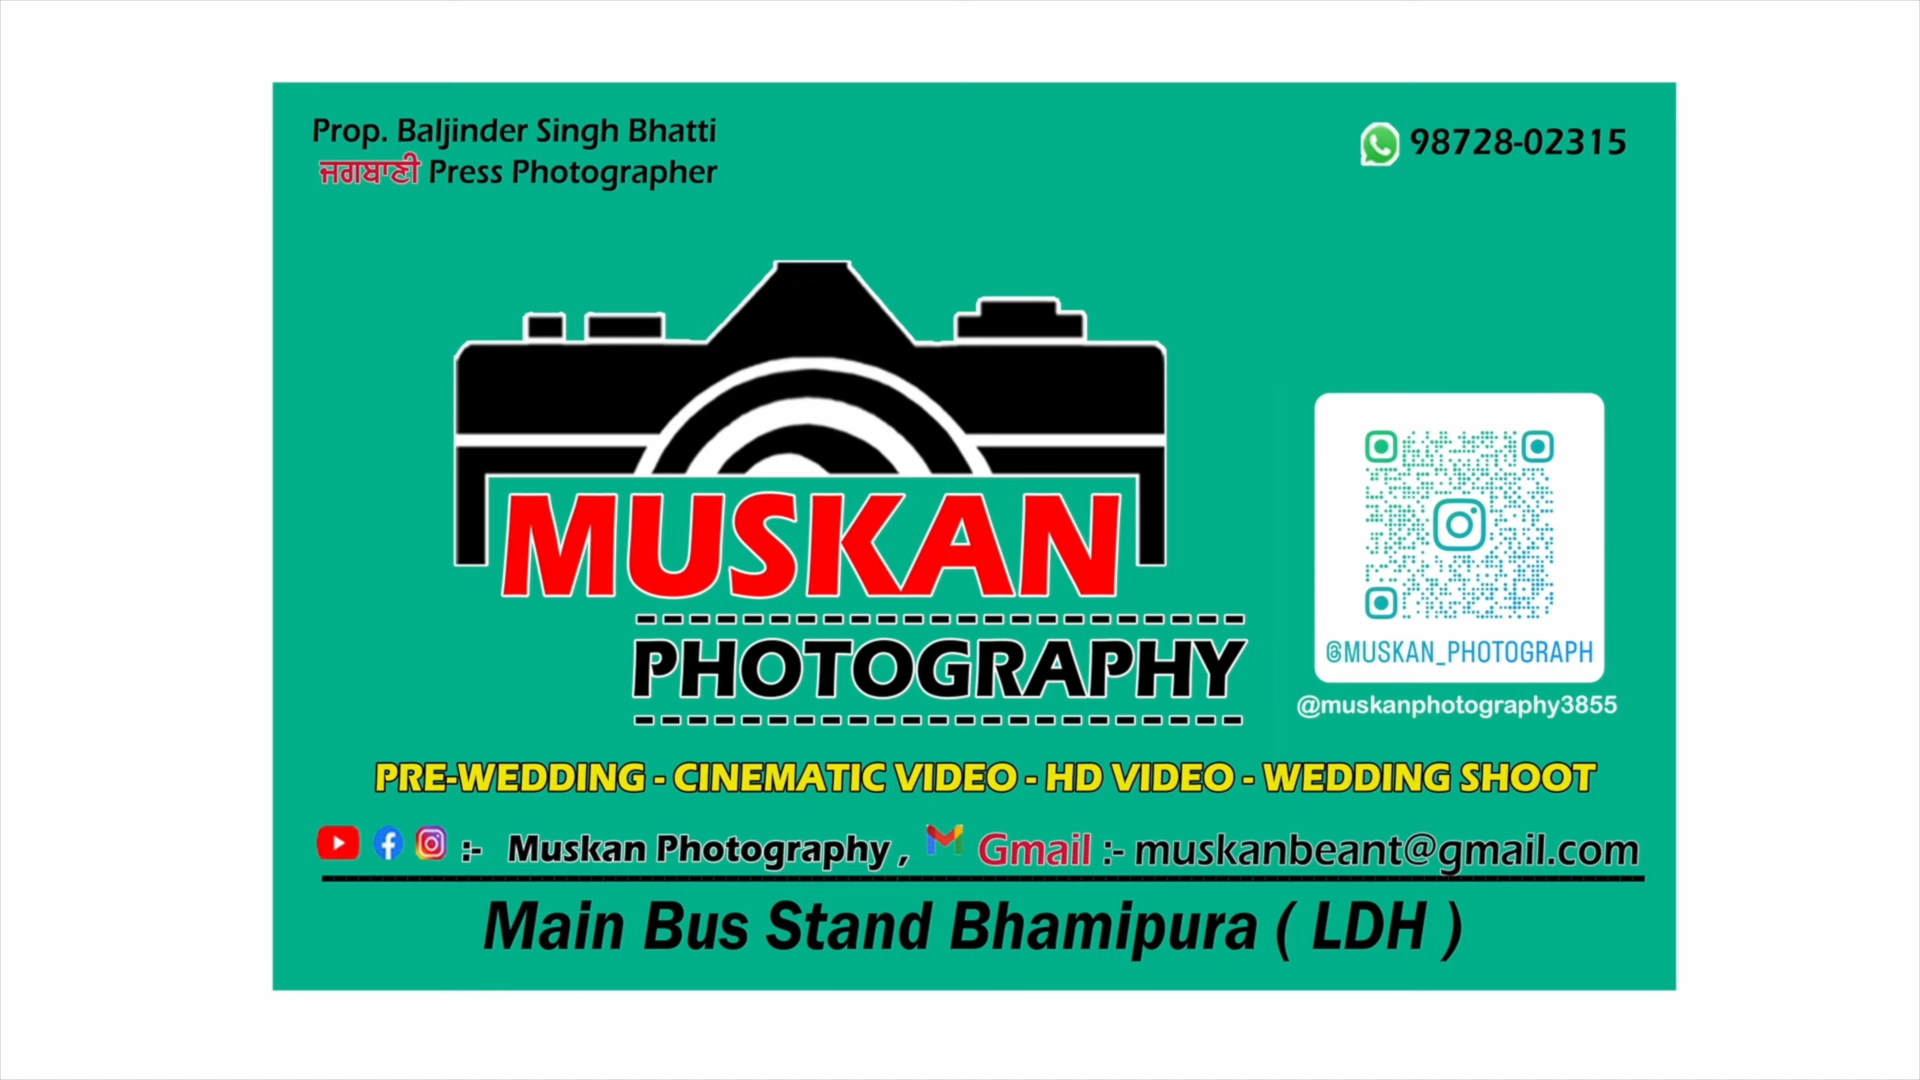 Prop. Baljinder Singh Bhatti
ਜਗਬਾਣੀ Press Photographer
98728-02315
MUSKAN
PHOTOGRAPHY
@MUSKAN_PHOTOGRAPH
@muskanphotography3855
PRE-WEDDING - CINEMATIC VIDEO - HD VIDEO - WEDDING SHOOT
:- Muskan Photography , Gmail :- muskanbeant@gmail.com
Main Bus Stand Bhamipura ( LDH )